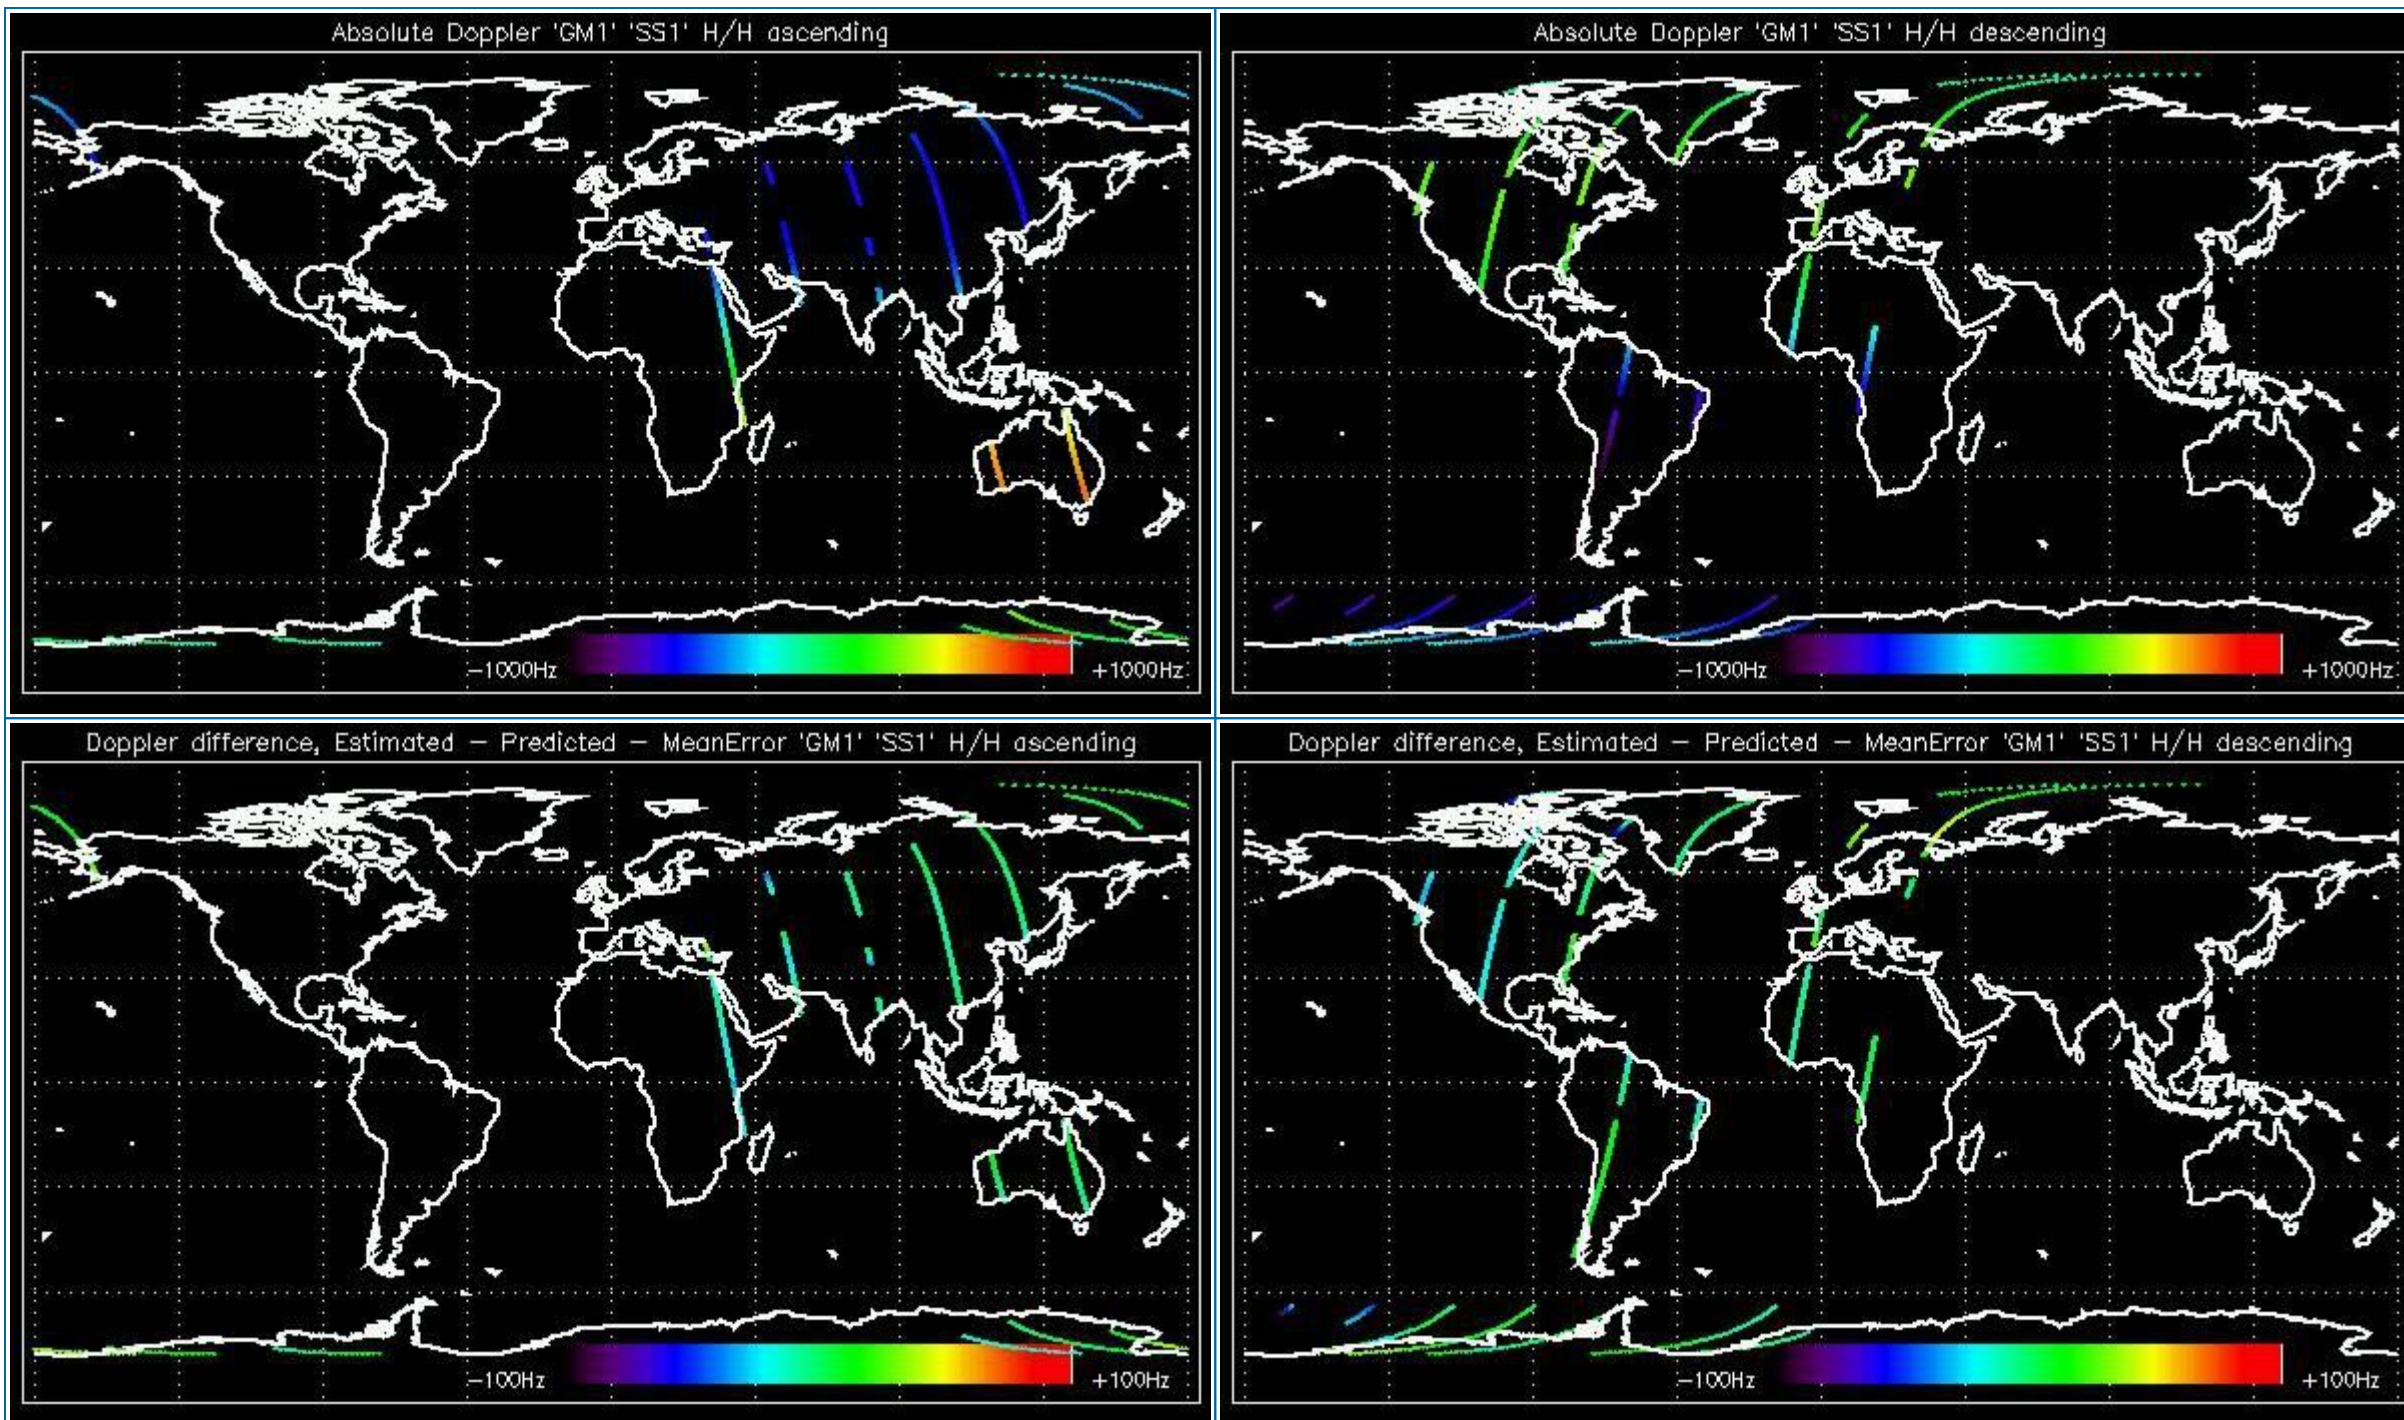 Absolute Doppler 'GM1' 'SS1' H/H ascending
-1000Hz
+1000Hz
Absolute Doppler 'GM1' 'SS1' H/H descending
-1000Hz
+1000Hz
Doppler difference, Estimated - Predicted - MeanError 'GM1' 'SS1' H/H ascending
-100Hz
+100Hz
Doppler difference, Estimated - Predicted - MeanError 'GM1' 'SS1' H/H descending
-100Hz
+100Hz